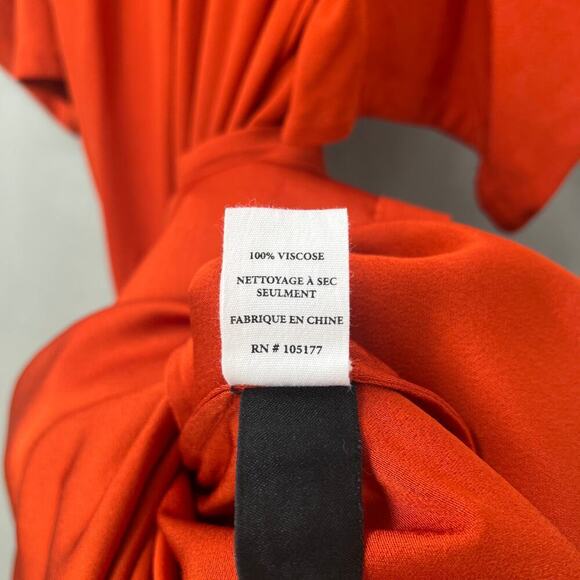 100% VISCOSE
NETTOYAGE À SEC
SEULMENT
FABRIQUE EN CHINE
RN # 105177